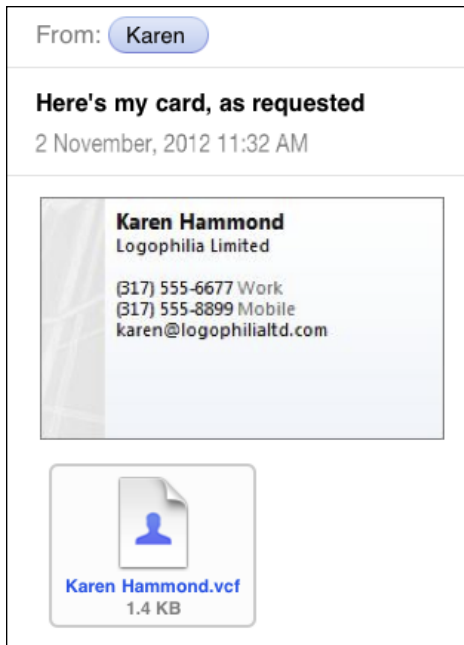 From: Karen
Here's my card, as requested
2 November, 2012 11:32 AM
Karen Hammond
Logophilia Limited
(317) 555-6677 Work
(317) 555-8899 Mobile
karen@logophilialtd.com
Karen Hammond.vcf
1.4 KB